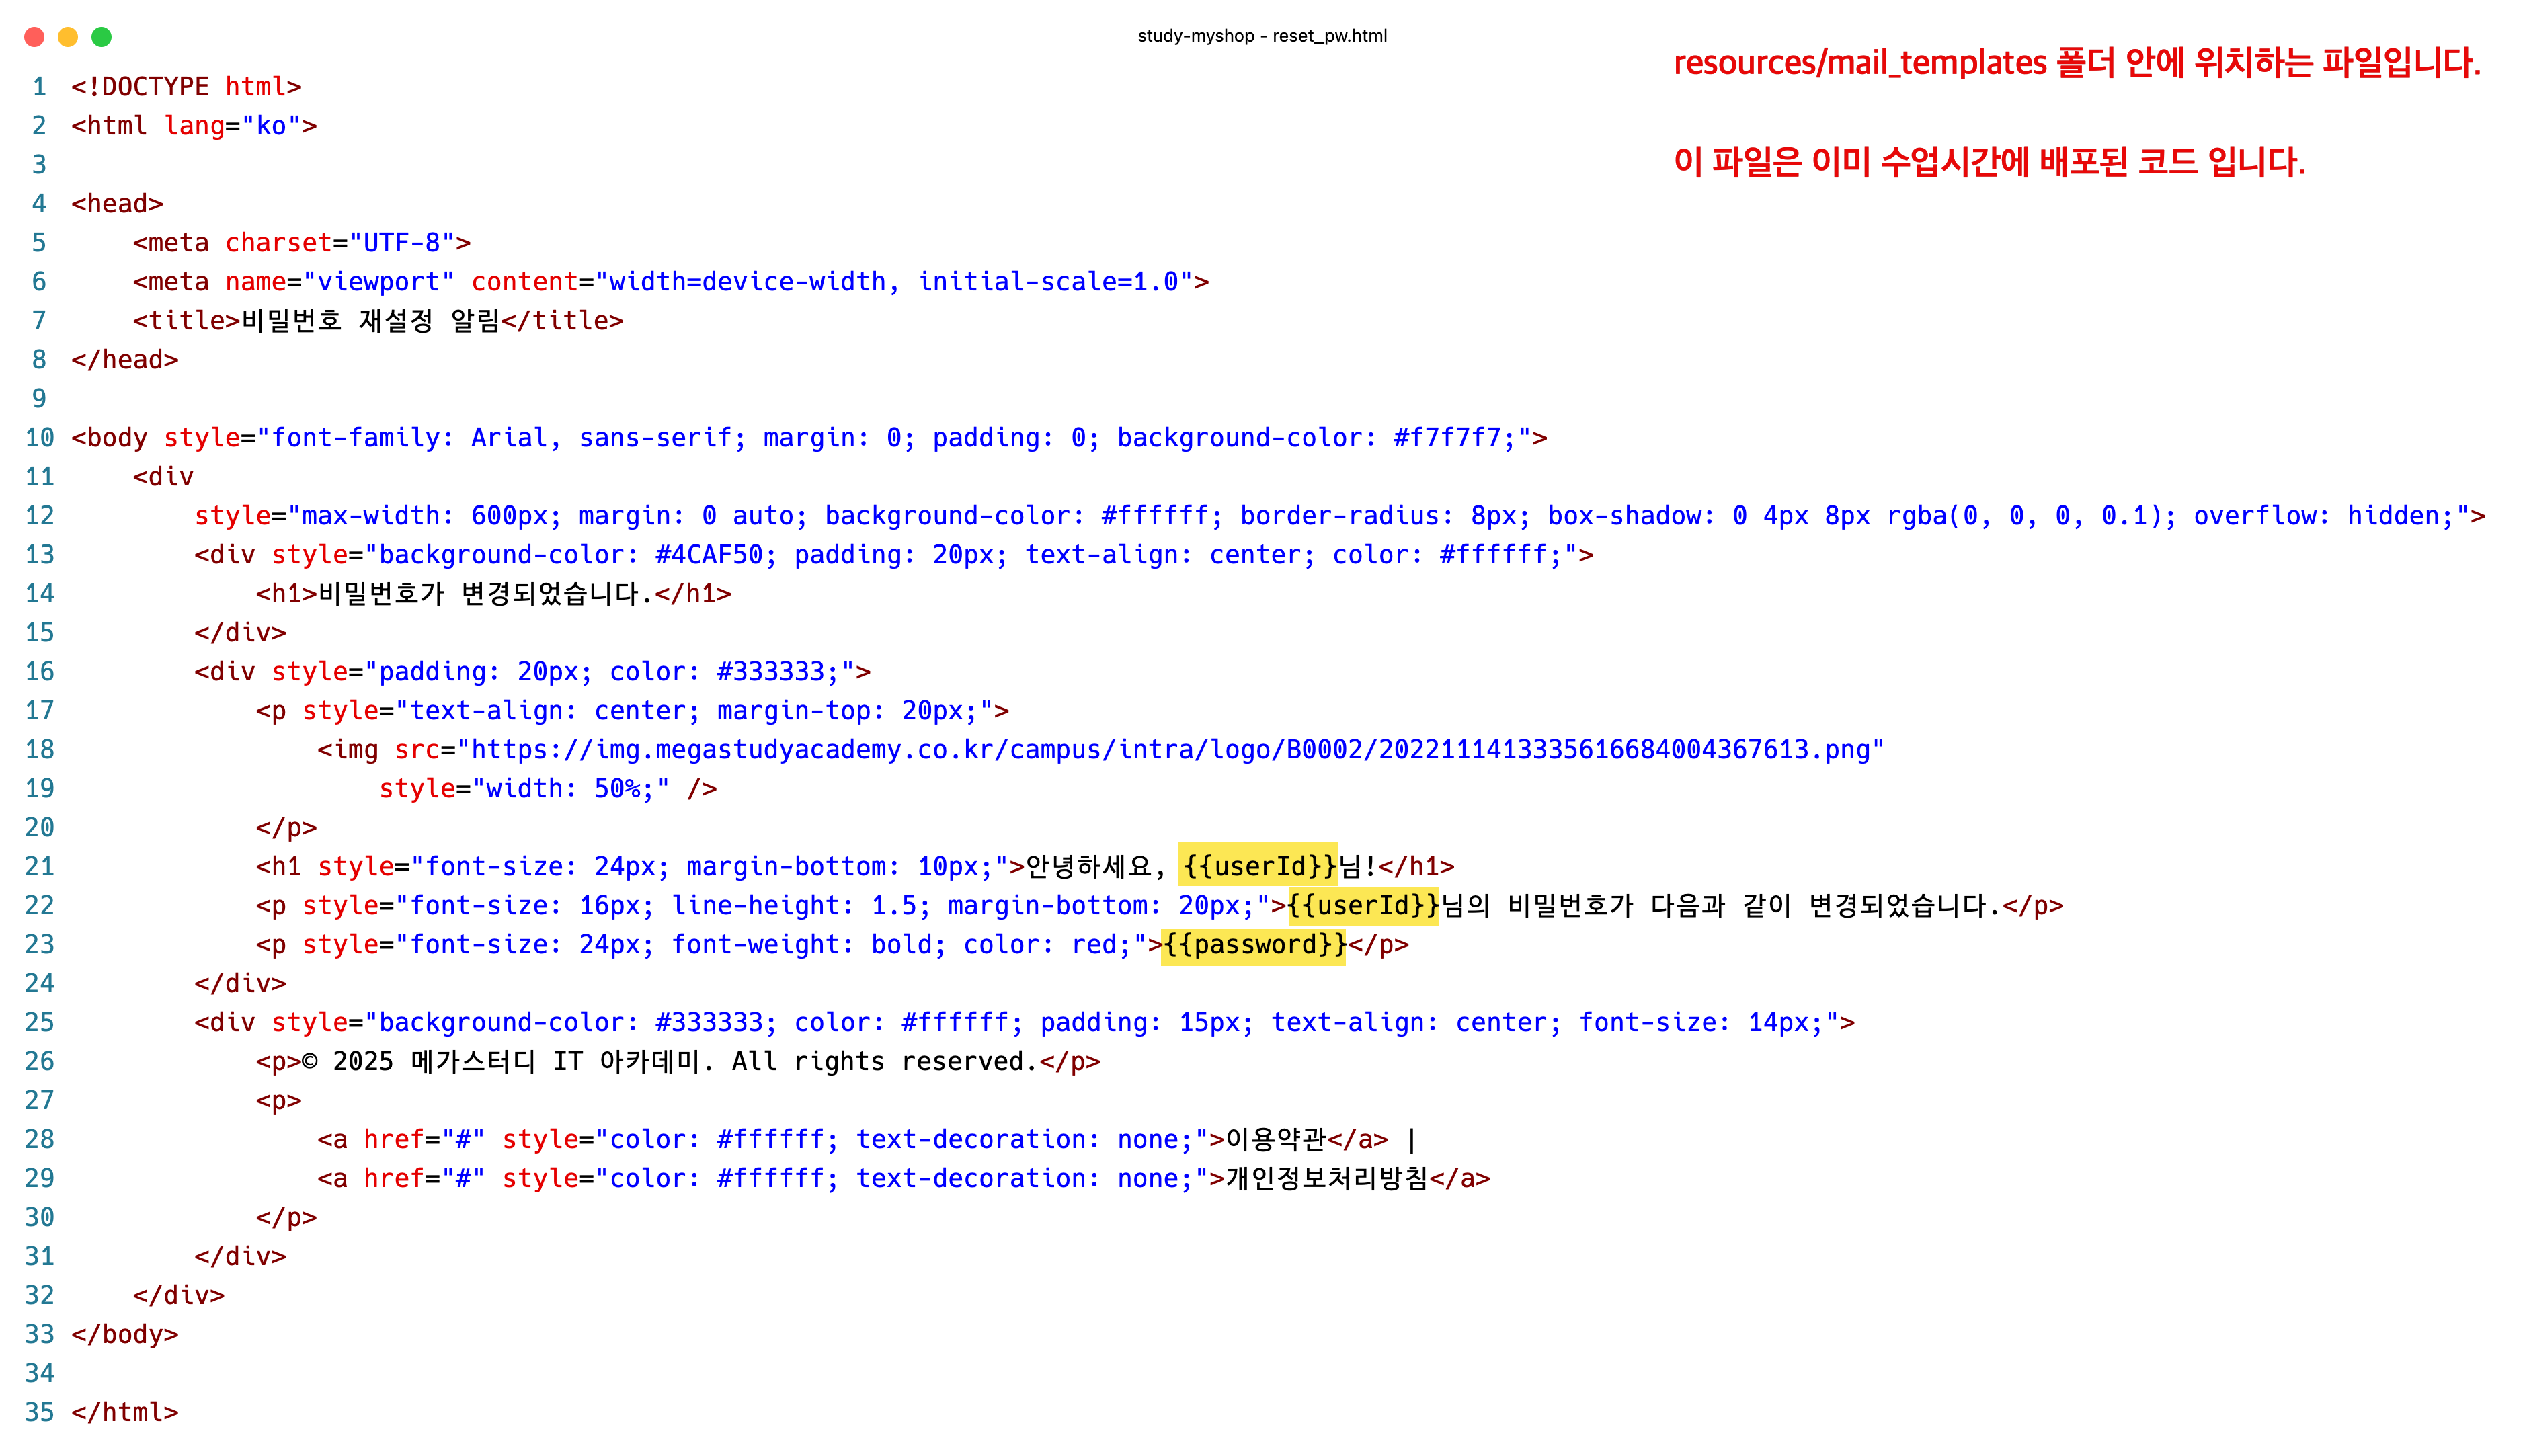 study-myshop - reset_pw.html
resources/mail_templates 폴더 안에 위치하는 파일입니다.
이 파일은 이미 수업시간에 배포된 코드 입니다.
1 <!DOCTYPE html>
2 <html lang="ko">
3
4 <head>
5     <meta charset="UTF-8">
6     <meta name="viewport" content="width=device-width, initial-scale=1.0">
7     <title>비밀번호 재설정 알림</title>
8 </head>
9
10 <body style="font-family: Arial, sans-serif; margin: 0; padding: 0; background-color: #f7f7f7;">
11     <div
12         style="max-width: 600px; margin: 0 auto; background-color: #ffffff; border-radius: 8px; box-shadow: 0 4px 8px rgba(0, 0, 0, 0.1); overflow: hidden;">
13         <div style="background-color: #4CAF50; padding: 20px; text-align: center; color: #ffffff;">
14             <h1>비밀번호가 변경되었습니다.</h1>
15         </div>
16         <div style="padding: 20px; color: #333333;">
17             <p style="text-align: center; margin-top: 20px;">
18                 <img src="https://img.megastudyacademy.co.kr/campus/intra/logo/B0002/20221114133356166840043​67613.png"
19                     style="width: 50%;" />
20             </p>
21             <h1 style="font-size: 24px; margin-bottom: 10px;">안녕하세요, {{userId}}님!</h1>
22             <p style="font-size: 16px; line-height: 1.5; margin-bottom: 20px;">{{userId}}님의 비밀번호가 다음과 같이 변경되었습니다.</p>
23             <p style="font-size: 24px; font-weight: bold; color: red;">{{password}}</p>
24         </div>
25         <div style="background-color: #333333; color: #ffffff; padding: 15px; text-align: center; font-size: 14px;">
26             <p>© 2025 메가스터디 IT 아카데미. All rights reserved.</p>
27             <p>
28                 <a href="#" style="color: #ffffff; text-decoration: none;">이용약관</a> |
29                 <a href="#" style="color: #ffffff; text-decoration: none;">개인정보처리방침</a>
30             </p>
31         </div>
32     </div>
33 </body>
34
35 </html>